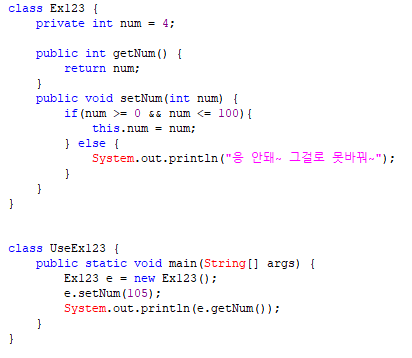 class Ex123 {
    private int num = 4;

    public int getNum() {
        return num;
    }
    public void setNum(int num) {
        if(num >= 0 && num <= 100){
            this.num = num;
        } else {
            System.out.println("응 안돼~ 그걸로 못바꿔~");
        }
    }
}


class UseEx123 {
    public static void main(String[] args) {
        Ex123 e = new Ex123();
        e.setNum(105);
        System.out.println(e.getNum());
    }
}